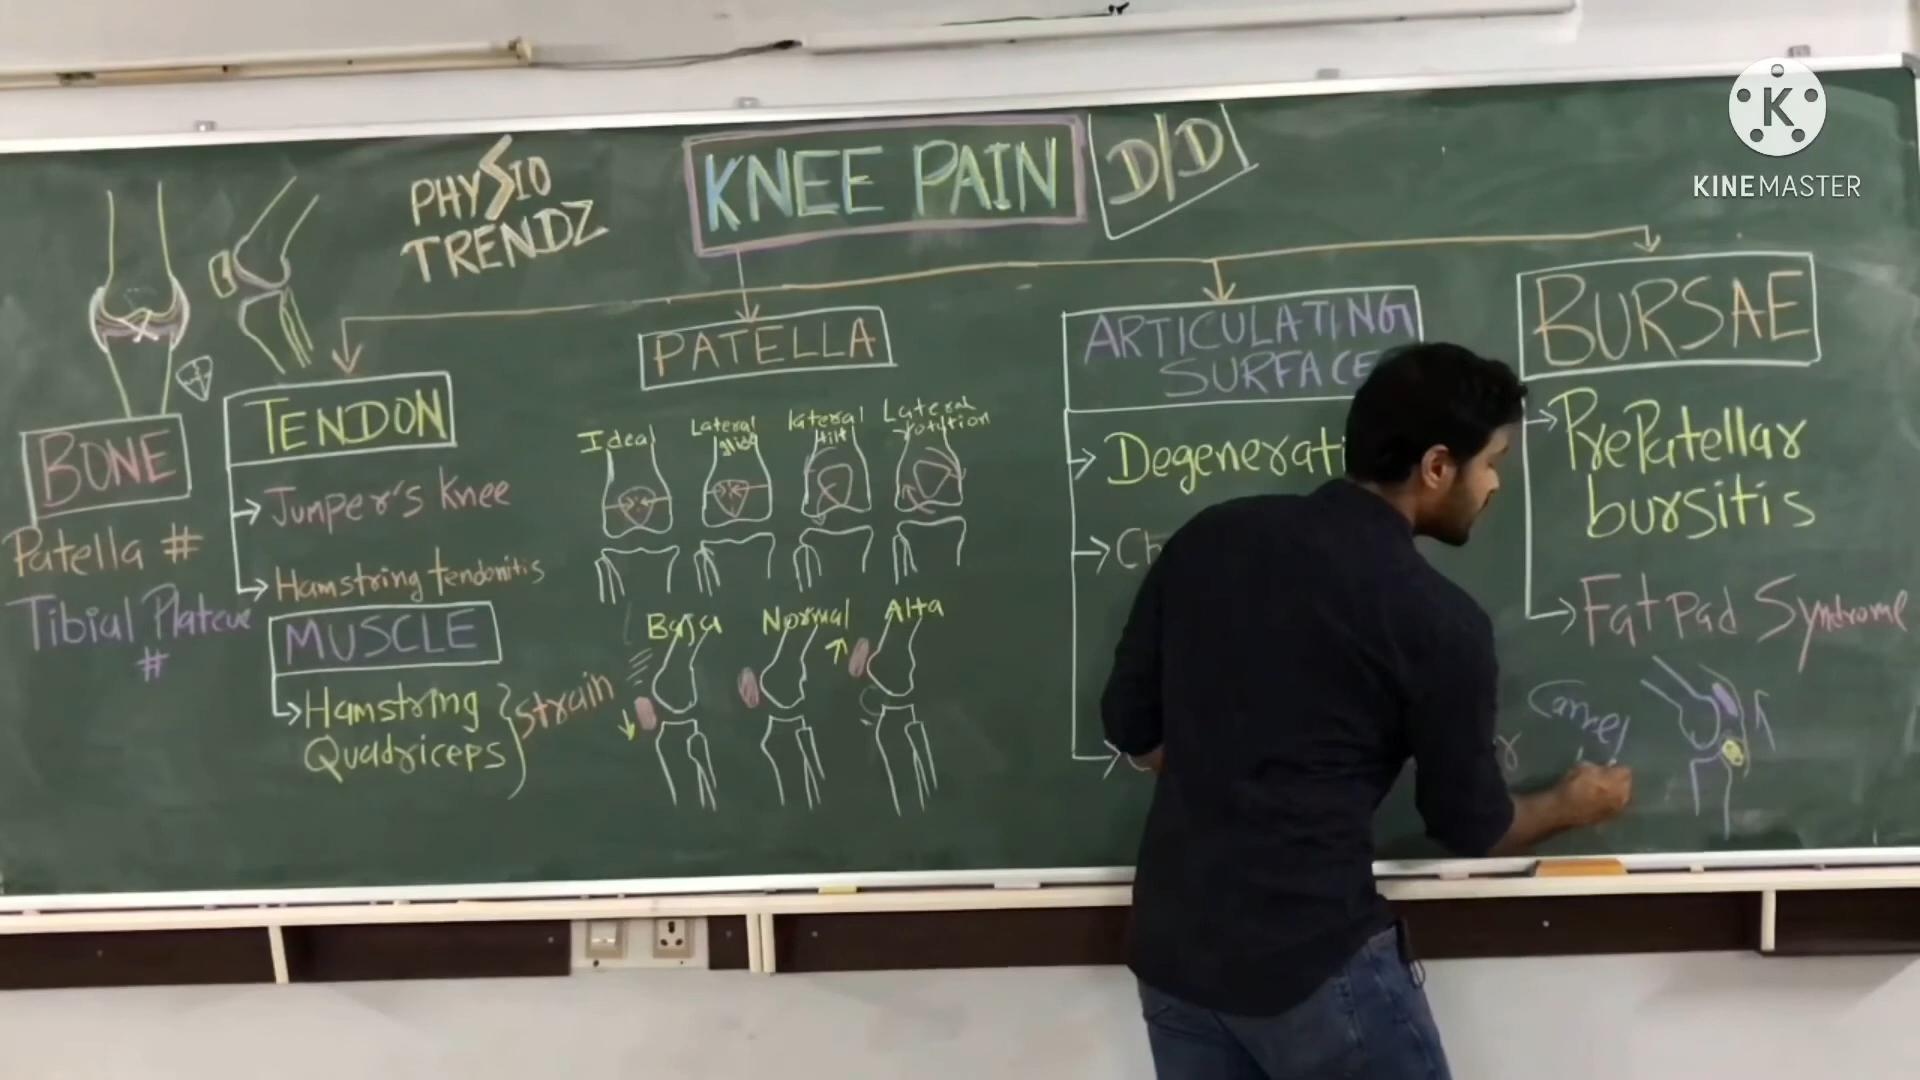 KINEMASTER
PHYSIO
TRENDZ
KNEE PAIN
D/D
BONE
Patella #
Tibial Plateue
#
TENDON
Jumper's Knee
Hamstring tendonitis
MUSCLE
Hamstring
Quadriceps
Strain
PATELLA
Ideal
Lateral
glide
lateral
tilt
Lateral
rotation
Baja
Normal
Alta
ARTICULATING
SURFACE
Degenerati
Ch
BURSAE
PrePatellar
bursitis
Fat Pad Syndrome
Camel